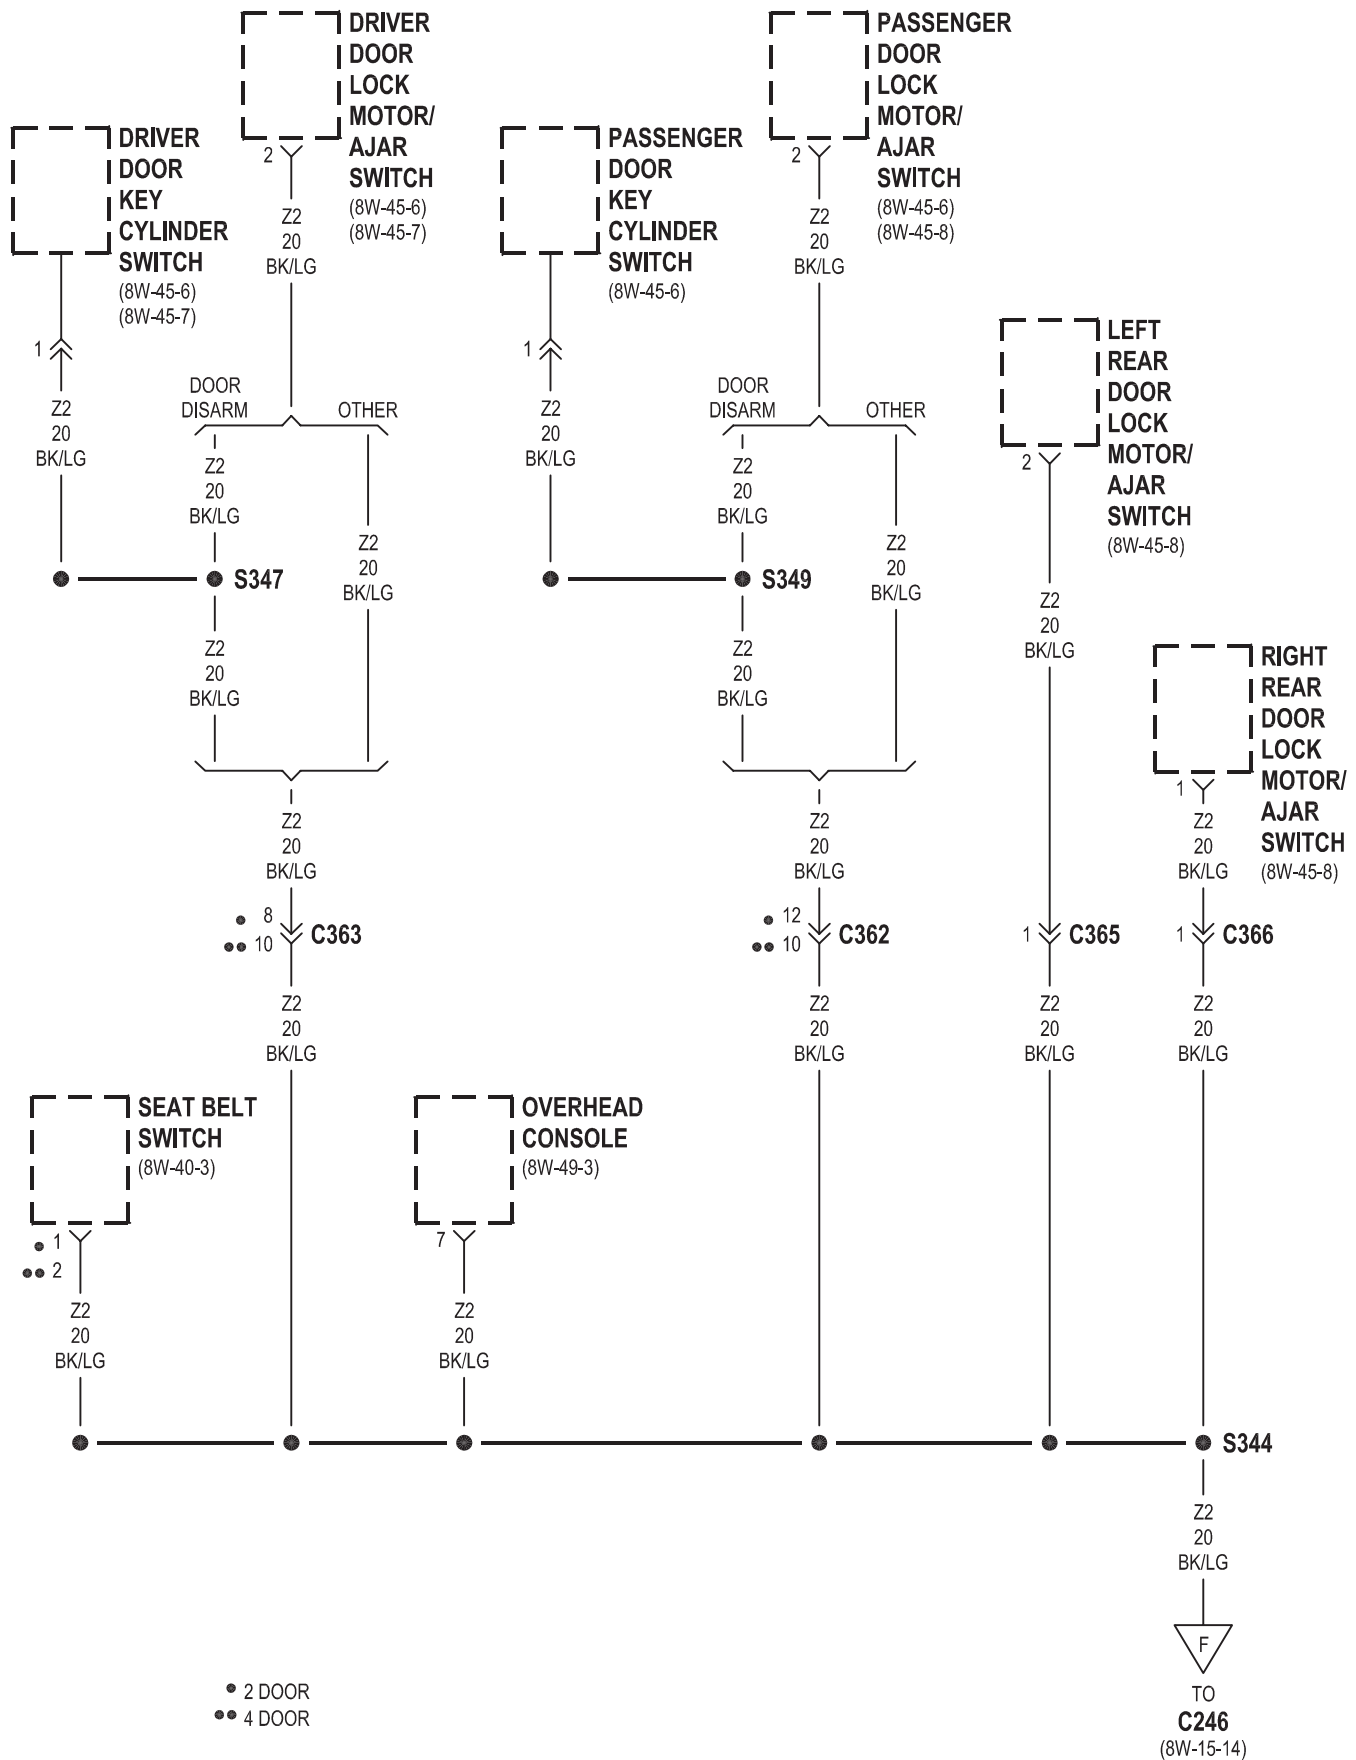 DRIVER
DOOR
LOCK
MOTOR/
AJAR
SWITCH
(8W-45-6)
(8W-45-7)
2
Z2
20
BK/LG
PASSENGER
DOOR
LOCK
MOTOR/
AJAR
SWITCH
(8W-45-6)
(8W-45-8)
2
Z2
20
BK/LG
DRIVER
DOOR
KEY
CYLINDER
SWITCH
(8W-45-6)
(8W-45-7)
1
Z2
20
BK/LG
PASSENGER
DOOR
KEY
CYLINDER
SWITCH
(8W-45-6)
1
Z2
20
BK/LG
DOOR
DISARM
OTHER
Z2
20
BK/LG
S347
Z2
20
BK/LG
Z2
20
BK/LG
DOOR
DISARM
OTHER
Z2
20
BK/LG
S349
Z2
20
BK/LG
Z2
20
BK/LG
LEFT
REAR
DOOR
LOCK
MOTOR/
AJAR
SWITCH
(8W-45-8)
2
Z2
20
BK/LG
RIGHT
REAR
DOOR
LOCK
MOTOR/
AJAR
SWITCH
(8W-45-8)
1
Z2
20
BK/LG
Z2
20
BK/LG
8
10
C363
Z2
20
BK/LG
Z2
20
BK/LG
12
10
C362
Z2
20
BK/LG
1
C365
Z2
20
BK/LG
1
C366
Z2
20
BK/LG
SEAT BELT
SWITCH
(8W-40-3)
1
2
Z2
20
BK/LG
OVERHEAD
CONSOLE
(8W-49-3)
7
Z2
20
BK/LG
S344
Z2
20
BK/LG
F
TO
C246
(8W-15-14)
2 DOOR
4 DOOR